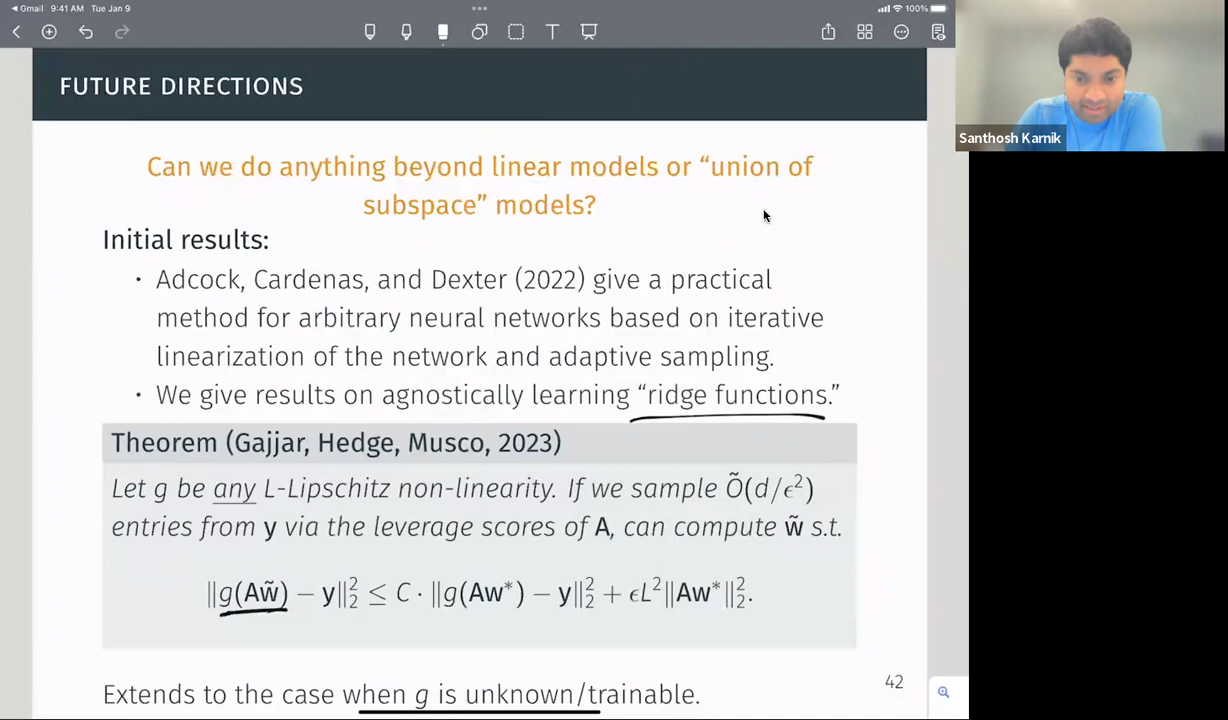 Gmail 9:41 AM Tue Jan 9
100%
T
FUTURE DIRECTIONS
Santhosh Karnik
Can we do anything beyond linear models or “union of
subspace” models?
Initial results:
· Adcock, Cardenas, and Dexter (2022) give a practical
method for arbitrary neural networks based on iterative
linearization of the network and adaptive sampling.
· We give results on agnostically learning “ridge functions.”
Theorem (Gajjar, Hedge, Musco, 2023)
Let g be any L-Lipschitz non-linearity. If we sample Õ(d/ϵ²)
entries from y via the leverage scores of A, can compute w̃ s.t.
‖g(Aw̃) − y‖₂² ≤ C · ‖g(Aw*) − y‖₂² + ϵL²‖Aw*‖₂².
Extends to the case when g is unknown/trainable.
42